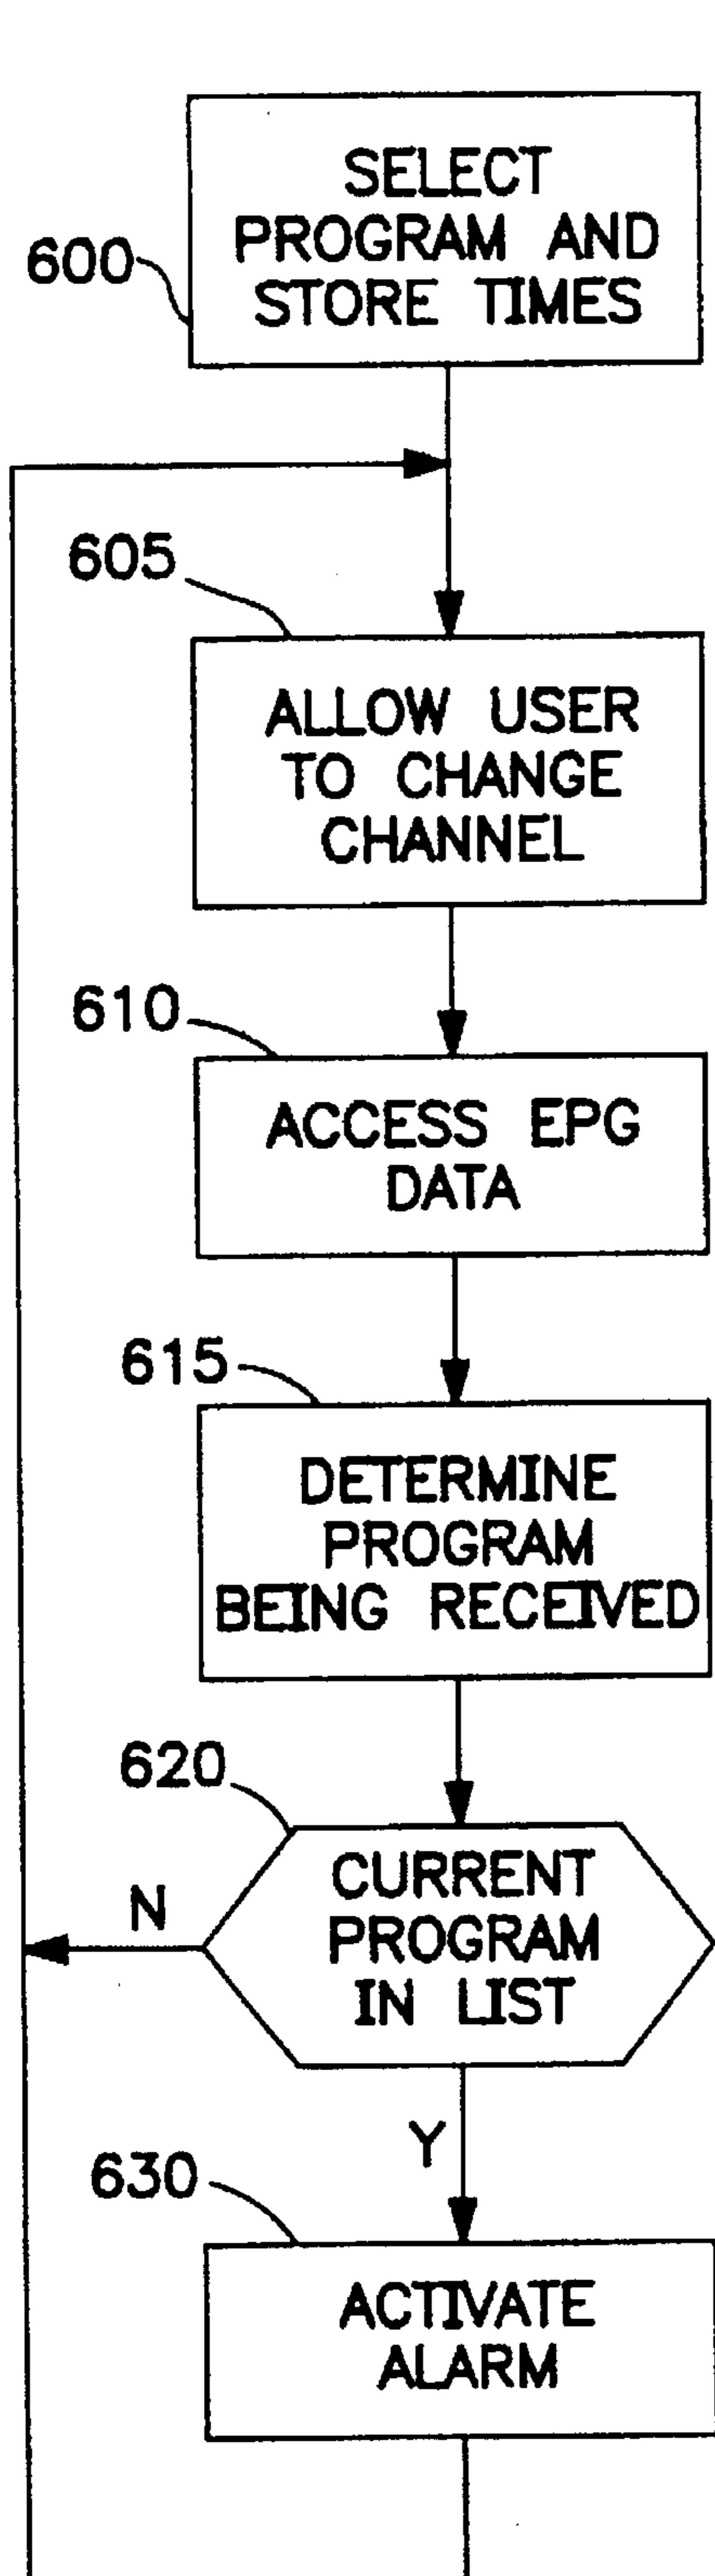 SELECT
PROGRAM AND
STORE TIMES
600
605
ALLOW USER
TO CHANGE
CHANNEL
610
ACCESS EPG
DATA
615
DETERMINE
PROGRAM
BEING RECEIVED
620
CURRENT
PROGRAM
IN LIST
N
Y
630
ACTIVATE
ALARM